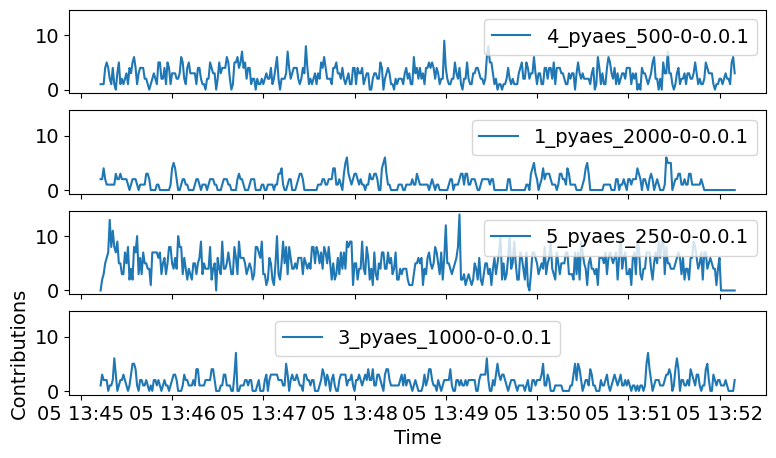 10
0
4_pyaes_500-0-0.0.1
10
0
1_pyaes_2000-0-0.0.1
10
0
5_pyaes_250-0-0.0.1
10
0
3_pyaes_1000-0-0.0.1
Contributions
05 13:45 05 13:46 05 13:47 05 13:48 05 13:49 05 13:50 05 13:51 05 13:52
Time